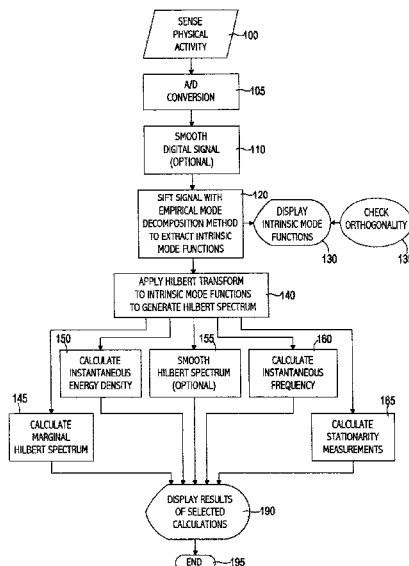 SENSE
PHYSICAL
ACTIVITY
100
A/D
CONVERSION
105
SMOOTH
DIGITAL SIGNAL
(OPTIONAL)
110
120
SIFT SIGNAL WITH
EMPIRICAL MODE
DECOMPOSITION METHOD
TO EXTRACT INTRINSIC
MODE FUNCTIONS
DISPLAY
INTRINSIC MODE
FUNCTIONS
130
CHECK
ORTHOGONALITY
135
APPLY HILBERT TRANSFORM
TO INTRINSIC MODE FUNCTIONS
TO GENERATE HILBERT SPECTRUM
140
150
CALCULATE
INSTANTANEOUS
ENERGY DENSITY
155
SMOOTH
HILBERT SPECTRUM
(OPTIONAL)
160
CALCULATE
INSTANTANEOUS
FREQUENCY
145
CALCULATE
MARGINAL
HILBERT SPECTRUM
165
CALCULATE
STATIONARITY
MEASUREMENTS
DISPLAY RESULTS
OF SELECTED
CALCULATIONS
190
END
195